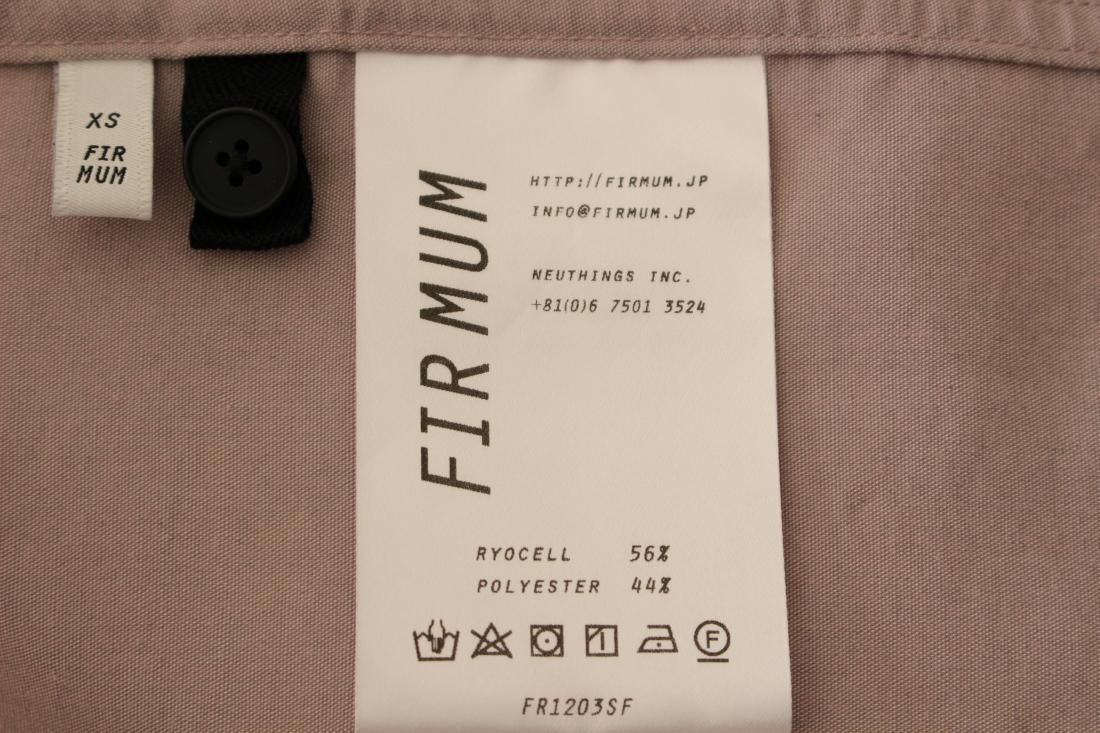 XS
FIR
MUM
FIRMUM
HTTP://FIRMUM.JP
INFO@FIRMUM.JP
NEUTHINGS INC.
+81(0)6 7501 3524
RYOCELL 56%
POLYESTER 44%
F
FR1203SF